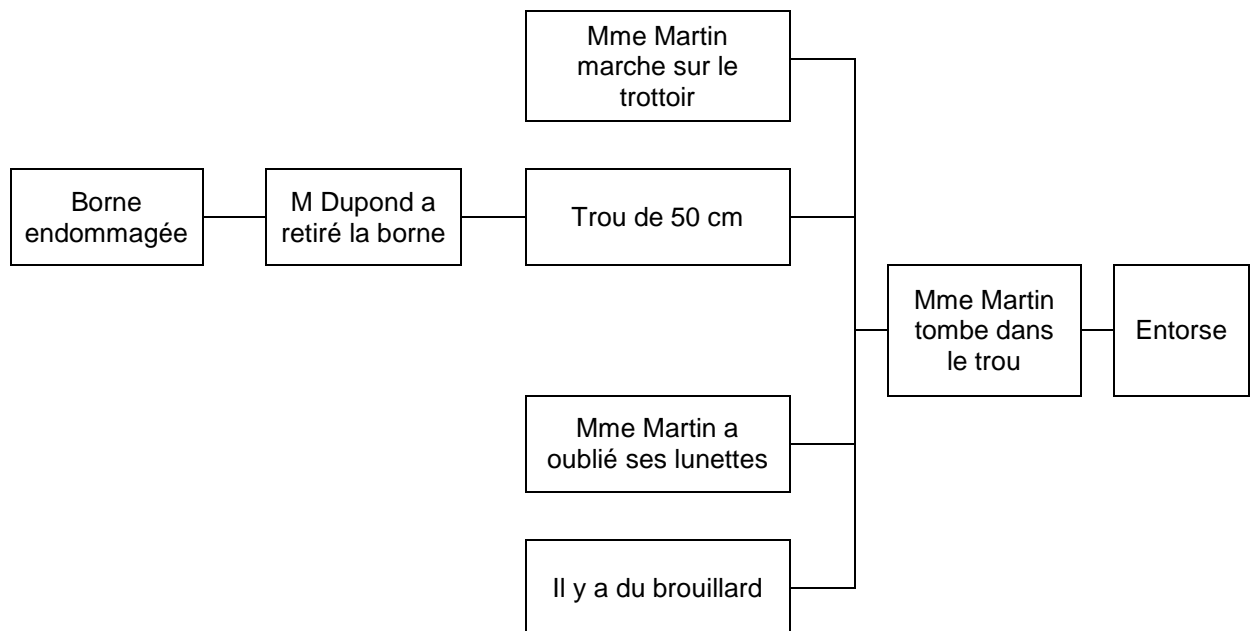 Mme Martin
marche sur le
trottoir
Borne
endommagée
M Dupond a
retiré la borne
Trou de 50 cm
Mme Martin
tombe dans
le trou
Entorse
Mme Martin a
oublié ses lunettes
Il y a du brouillard